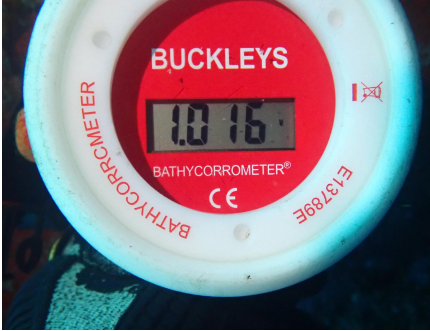 BUCKLEYS
1.016
BATHYCORROMETER®
CE
BATHYCORROMETER
E13789E